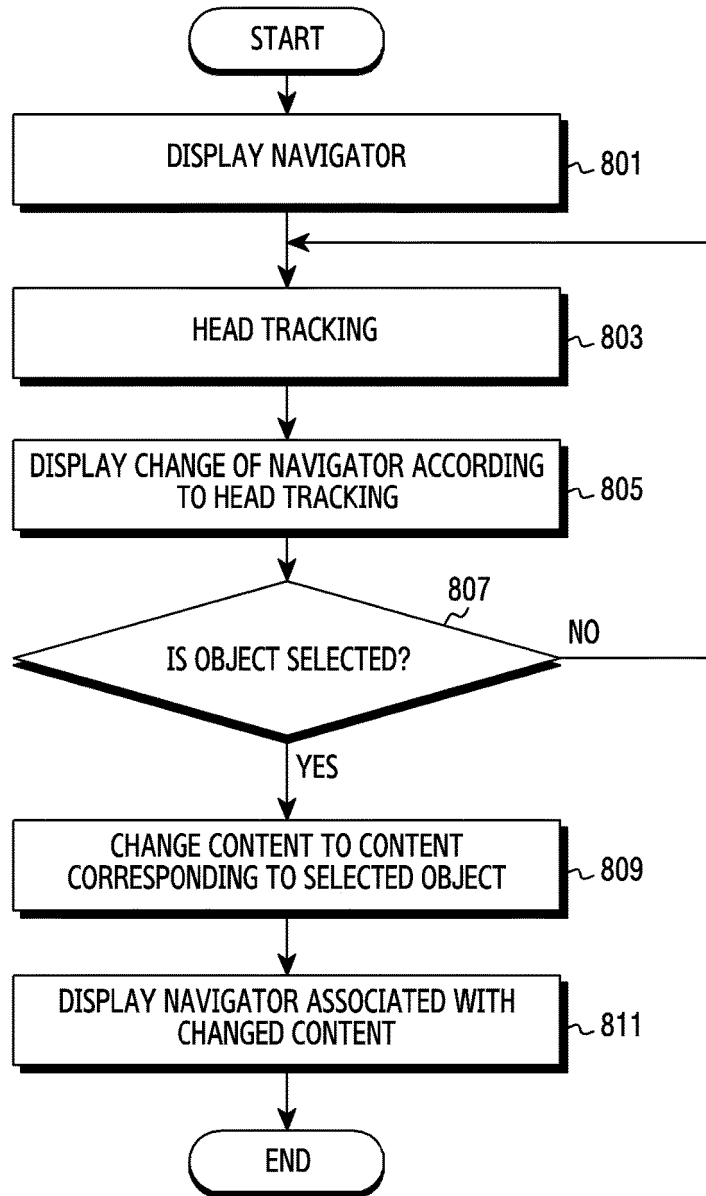 START
DISPLAY NAVIGATOR
801
HEAD TRACKING
803
DISPLAY CHANGE OF NAVIGATOR ACCORDING
TO HEAD TRACKING
805
807
IS OBJECT SELECTED?
NO
YES
CHANGE CONTENT TO CONTENT
CORRESPONDING TO SELECTED OBJECT
809
DISPLAY NAVIGATOR ASSOCIATED WITH
CHANGED CONTENT
811
END